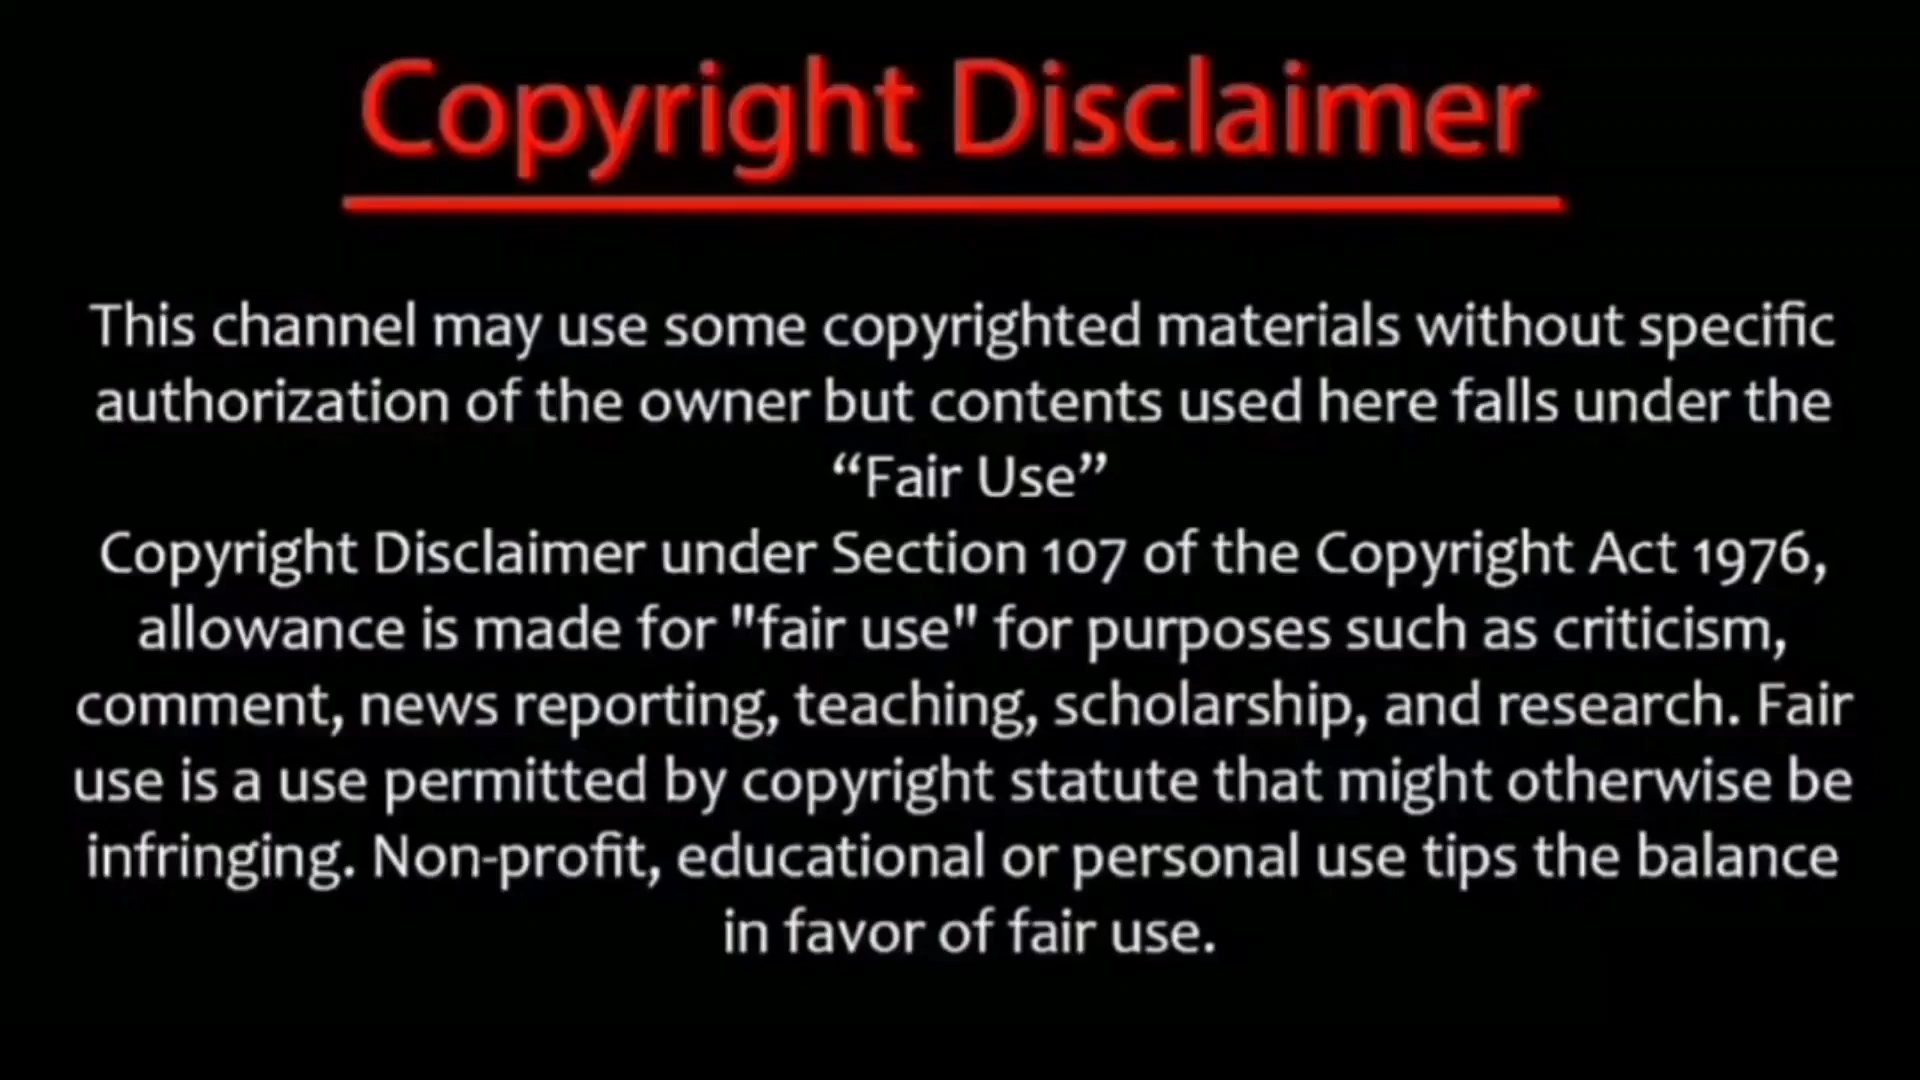 Copyright Disclaimer
This channel may use some copyrighted materials without specific
authorization of the owner but contents used here falls under the
“Fair Use”
Copyright Disclaimer under Section 107 of the Copyright Act 1976,
allowance is made for "fair use" for purposes such as criticism,
comment, news reporting, teaching, scholarship, and research. Fair
use is a use permitted by copyright statute that might otherwise be
infringing. Non-profit, educational or personal use tips the balance
in favor of fair use.